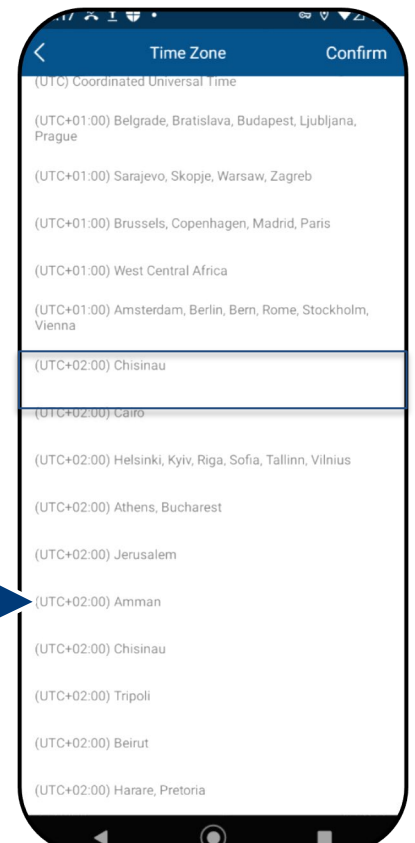 Time Zone Confirm
(UTC) Coordinated Universal Time
(UTC+01:00) Belgrade, Bratislava, Budapest, Ljubljana,
Prague
(UTC+01:00) Sarajevo, Skopje, Warsaw, Zagreb
(UTC+01:00) Brussels, Copenhagen, Madrid, Paris
(UTC+01:00) West Central Africa
(UTC+01:00) Amsterdam, Berlin, Bern, Rome, Stockholm,
Vienna
(UTC+02:00) Chisinau
(UTC+02:00) Cairo
(UTC+02:00) Helsinki, Kyiv, Riga, Sofia, Tallinn, Vilnius
(UTC+02:00) Athens, Bucharest
(UTC+02:00) Jerusalem
(UTC+02:00) Amman
(UTC+02:00) Chisinau
(UTC+02:00) Tripoli
(UTC+02:00) Beirut
(UTC+02:00) Harare, Pretoria